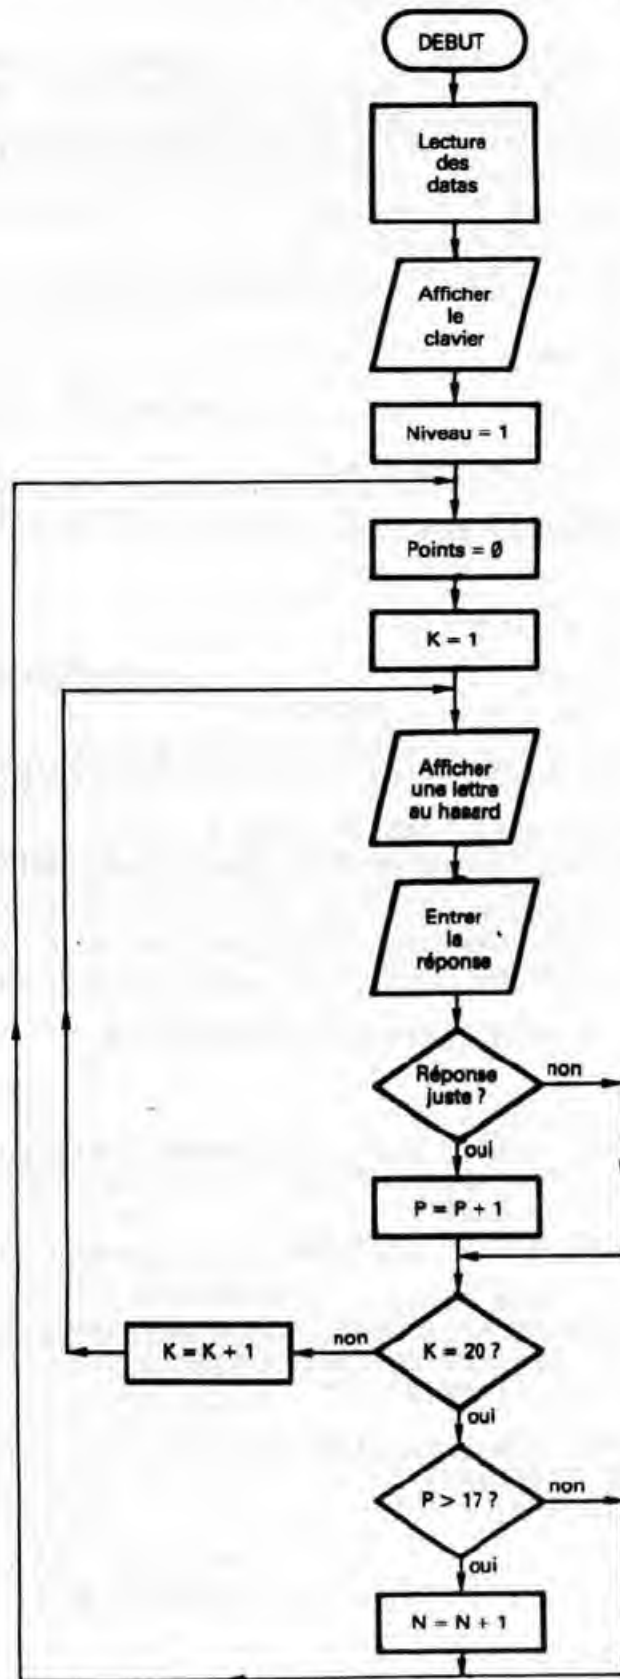 DEBUT
Lecture
des
datas
Afficher
le
clavier
Niveau = 1
Points = Ø
K = 1
Afficher
une lettre
au hasard
Entrer
la
réponse
Réponse
juste ?
non
oui
P = P + 1
K = K + 1
non
K = 20 ?
oui
P > 17 ?
non
oui
N = N + 1